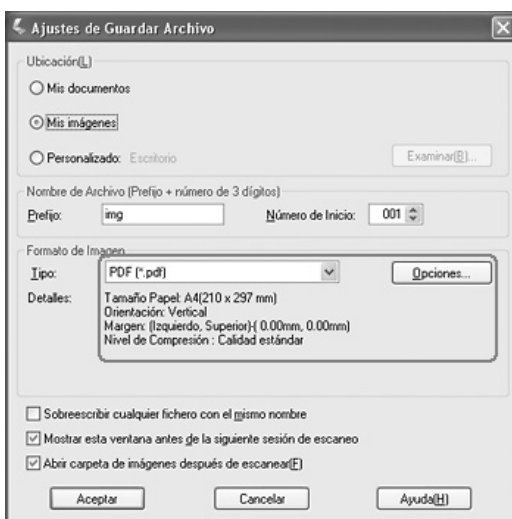 Ajustes de Guardar Archivo
Ubicación(L)
Mis documentos
Mis imágenes
Personalizado: Escritorio Examinar(B)...
Nombre de Archivo (Prefijo + número de 3 dígitos)
Prefijo: img Número de Inicio: 001
Formato de Imagen
Tipo: PDF (*.pdf) Opciones...
Detalles: Tamaño Papel: A4(210 x 297 mm)
Orientación: Vertical
Margen: (Izquierdo, Superior)-( 0.00mm, 0.00mm)
Nivel de Compresión : Calidad estándar
Sobreescribir cualquier fichero con el mismo nombre
Mostrar esta ventana antes de la siguiente sesión de escaneo
Abrir carpeta de imágenes después de escanear(F)
Aceptar Cancelar Ayuda(H)